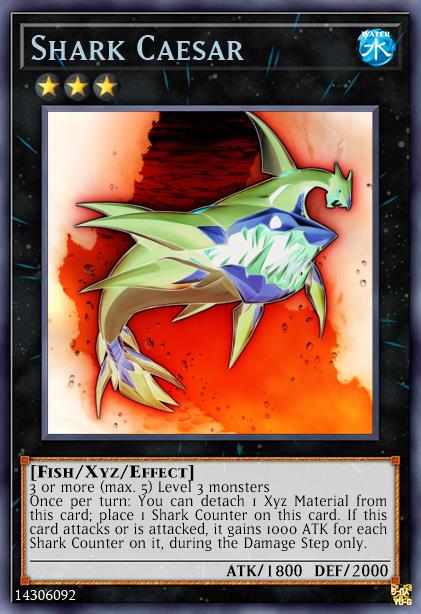 Shark Caesar
WATER
水
[Fish/Xyz/Effect]
3 or more (max. 5) Level 3 monsters
Once per turn: You can detach 1 Xyz Material from
this card; place 1 Shark Counter on this card. If this
card attacks or is attacked, it gains 1000 ATK for each
Shark Counter on it, during the Damage Step only.
ATK/1800 DEF/2000
14306092